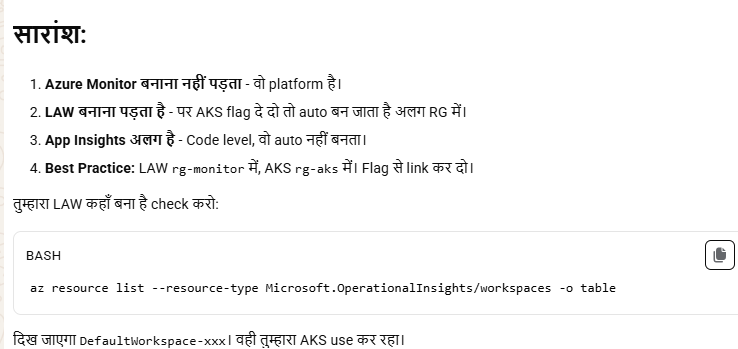 सारांश:
1. Azure Monitor बनाना नहीं पड़ता - वो platform है।
2. LAW बनाना पड़ता है - पर AKS flag दे दो तो auto बन जाता है अलग RG में।
3. App Insights अलग है - Code level, वो auto नहीं बनता।
4. Best Practice: LAW rg-monitor में, AKS rg-aks में। Flag से link कर दो।
तुम्हारा LAW कहाँ बना है check करो:
BASH
az resource list --resource-type Microsoft.OperationalInsights/workspaces -o table
दिख जाएगा DefaultWorkspace-xxx। वही तुम्हारा AKS use कर रहा।